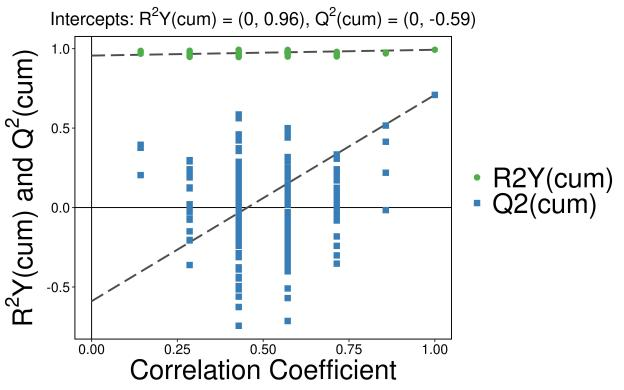 Intercepts: R²Y(cum) = (0, 0.96), Q²(cum) = (0, -0.59)
R²Y(cum) and Q²(cum)
1.0
0.5
0.0
-0.5
0.00 0.25 0.50 0.75 1.00
Correlation Coefficient
R2Y(cum)
Q2(cum)